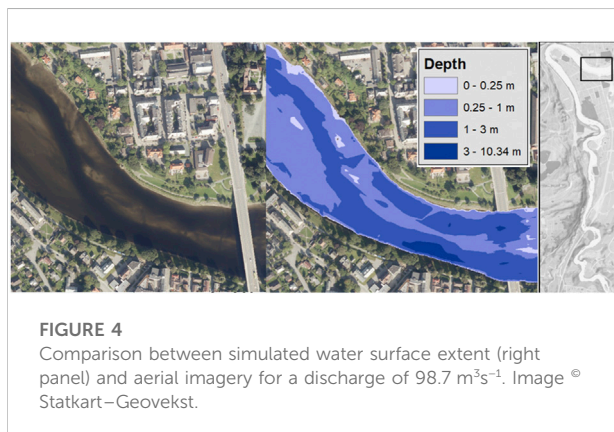 Depth
0 - 0.25 m
0.25 - 1 m
1 - 3 m
3 - 10.34 m
FIGURE 4
Comparison between simulated water surface extent (right
panel) and aerial imagery for a discharge of 98.7 m³s⁻¹. Image ©
Statkart–Geovekst.